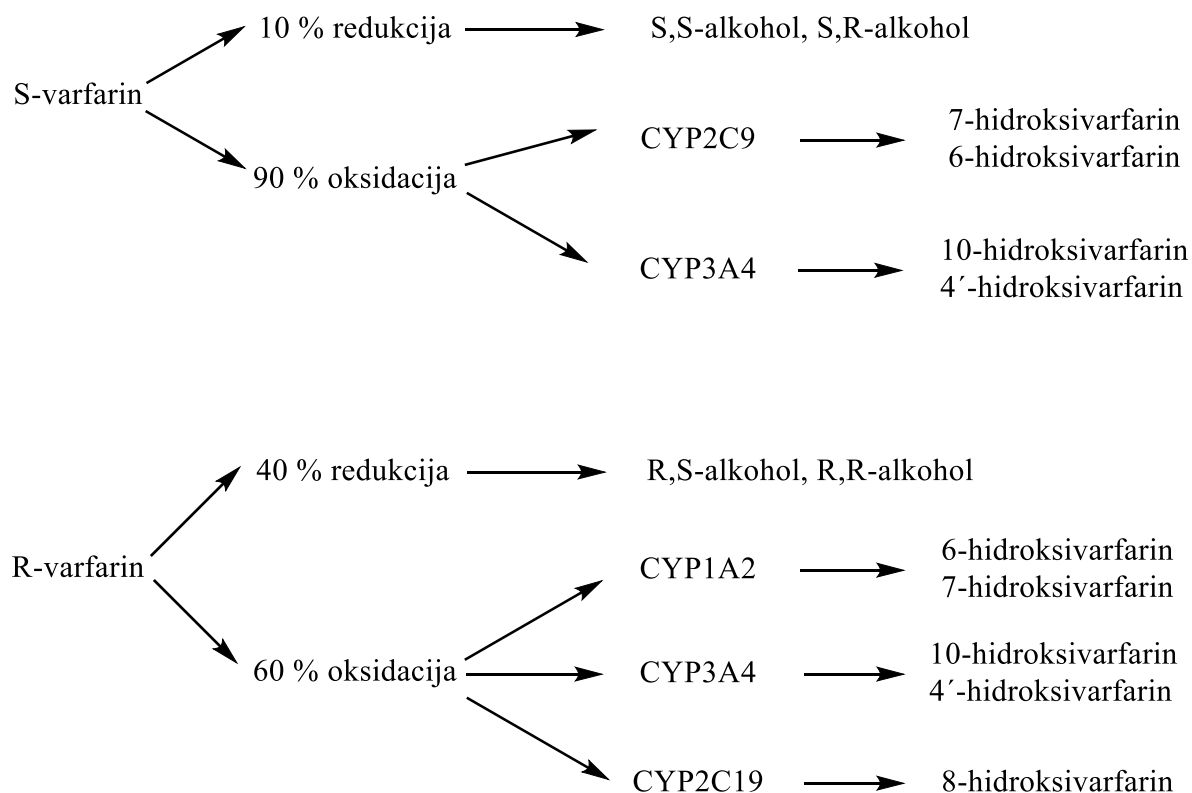 10 % redukcija
S,S-alkohol, S,R-alkohol
S-varfarin
90 % oksidacija
CYP2C9
7-hidroksivarfarin
6-hidroksivarfarin
CYP3A4
10-hidroksivarfarin
4´-hidroksivarfarin
40 % redukcija
R,S-alkohol, R,R-alkohol
R-varfarin
60 % oksidacija
CYP1A2
6-hidroksivarfarin
7-hidroksivarfarin
CYP3A4
10-hidroksivarfarin
4´-hidroksivarfarin
CYP2C19
8-hidroksivarfarin